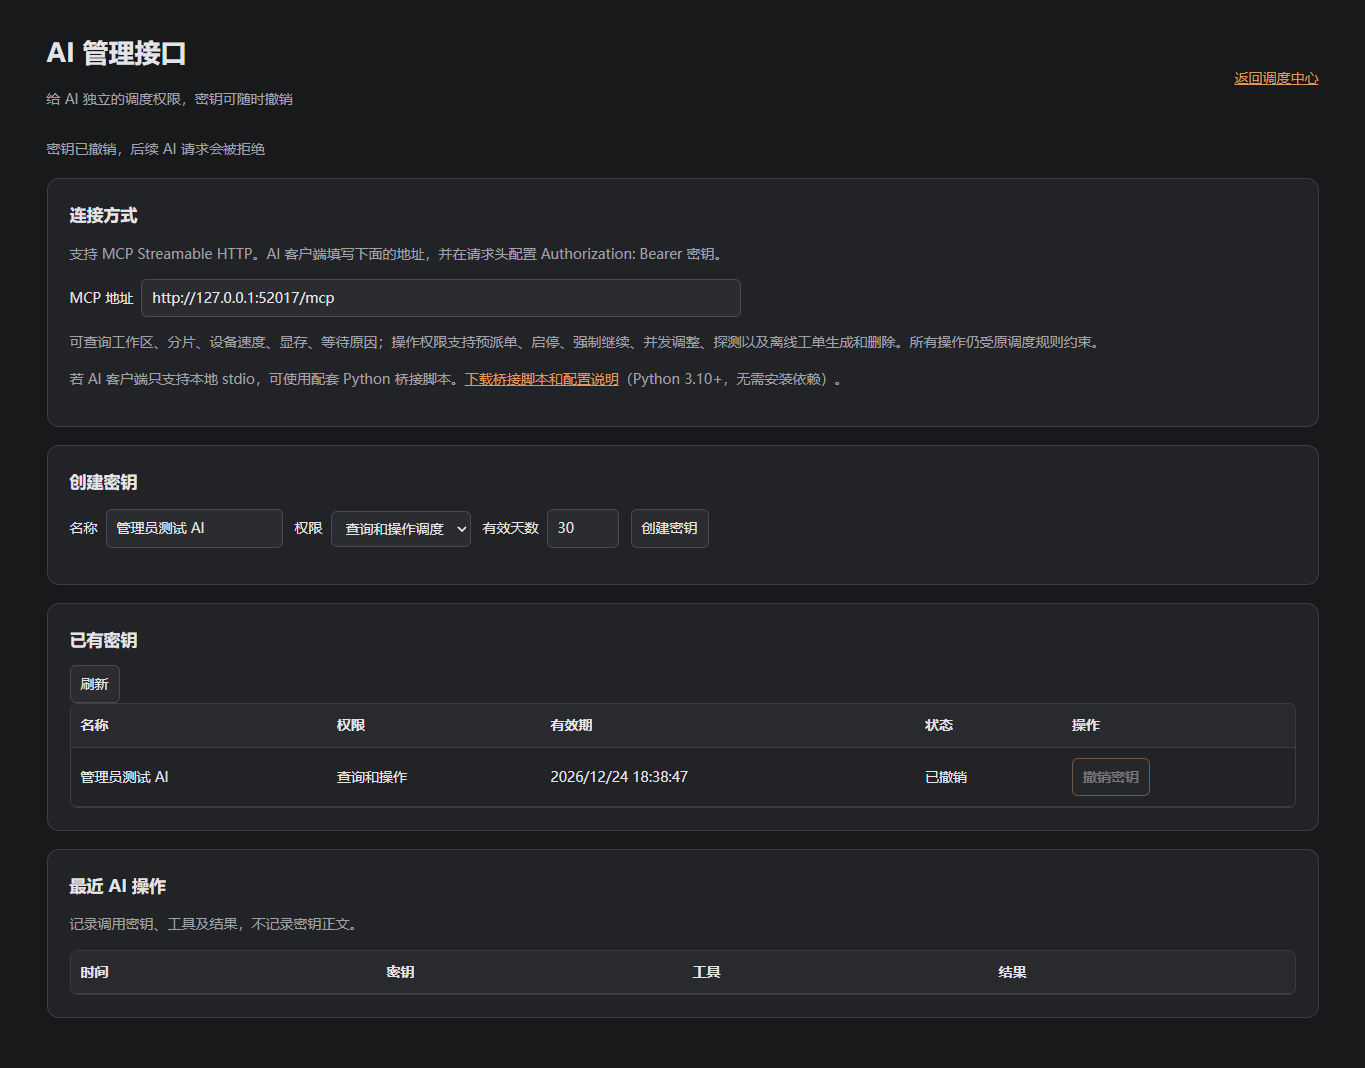 AI 管理接口
返回调度中心
给 AI 独立的调度权限，密钥可随时撤销
密钥已撤销，后续 AI 请求会被拒绝
连接方式
支持 MCP Streamable HTTP。AI 客户端填写下面的地址，并在请求头配置 Authorization: Bearer 密钥。
MCP 地址 http://127.0.0.1:52017/mcp
可查询工作区、分片、设备速度、显存、等待原因；操作权限支持预派单、启停、强制继续、并发调整、探测以及离线工单生成和删除。所有操作仍受原调度规则约束。
若 AI 客户端只支持本地 stdio，可使用配套 Python 桥接脚本。下载桥接脚本和配置说明（Python 3.10+，无需安装依赖）。
创建密钥
名称 管理员测试 AI 权限 查询和操作调度 有效天数 30 创建密钥
已有密钥
刷新
名称 权限 有效期 状态 操作
管理员测试 AI 查询和操作 2026/12/24 18:38:47 已撤销 撤销密钥
最近 AI 操作
记录调用密钥、工具及结果，不记录密钥正文。
时间 密钥 工具 结果